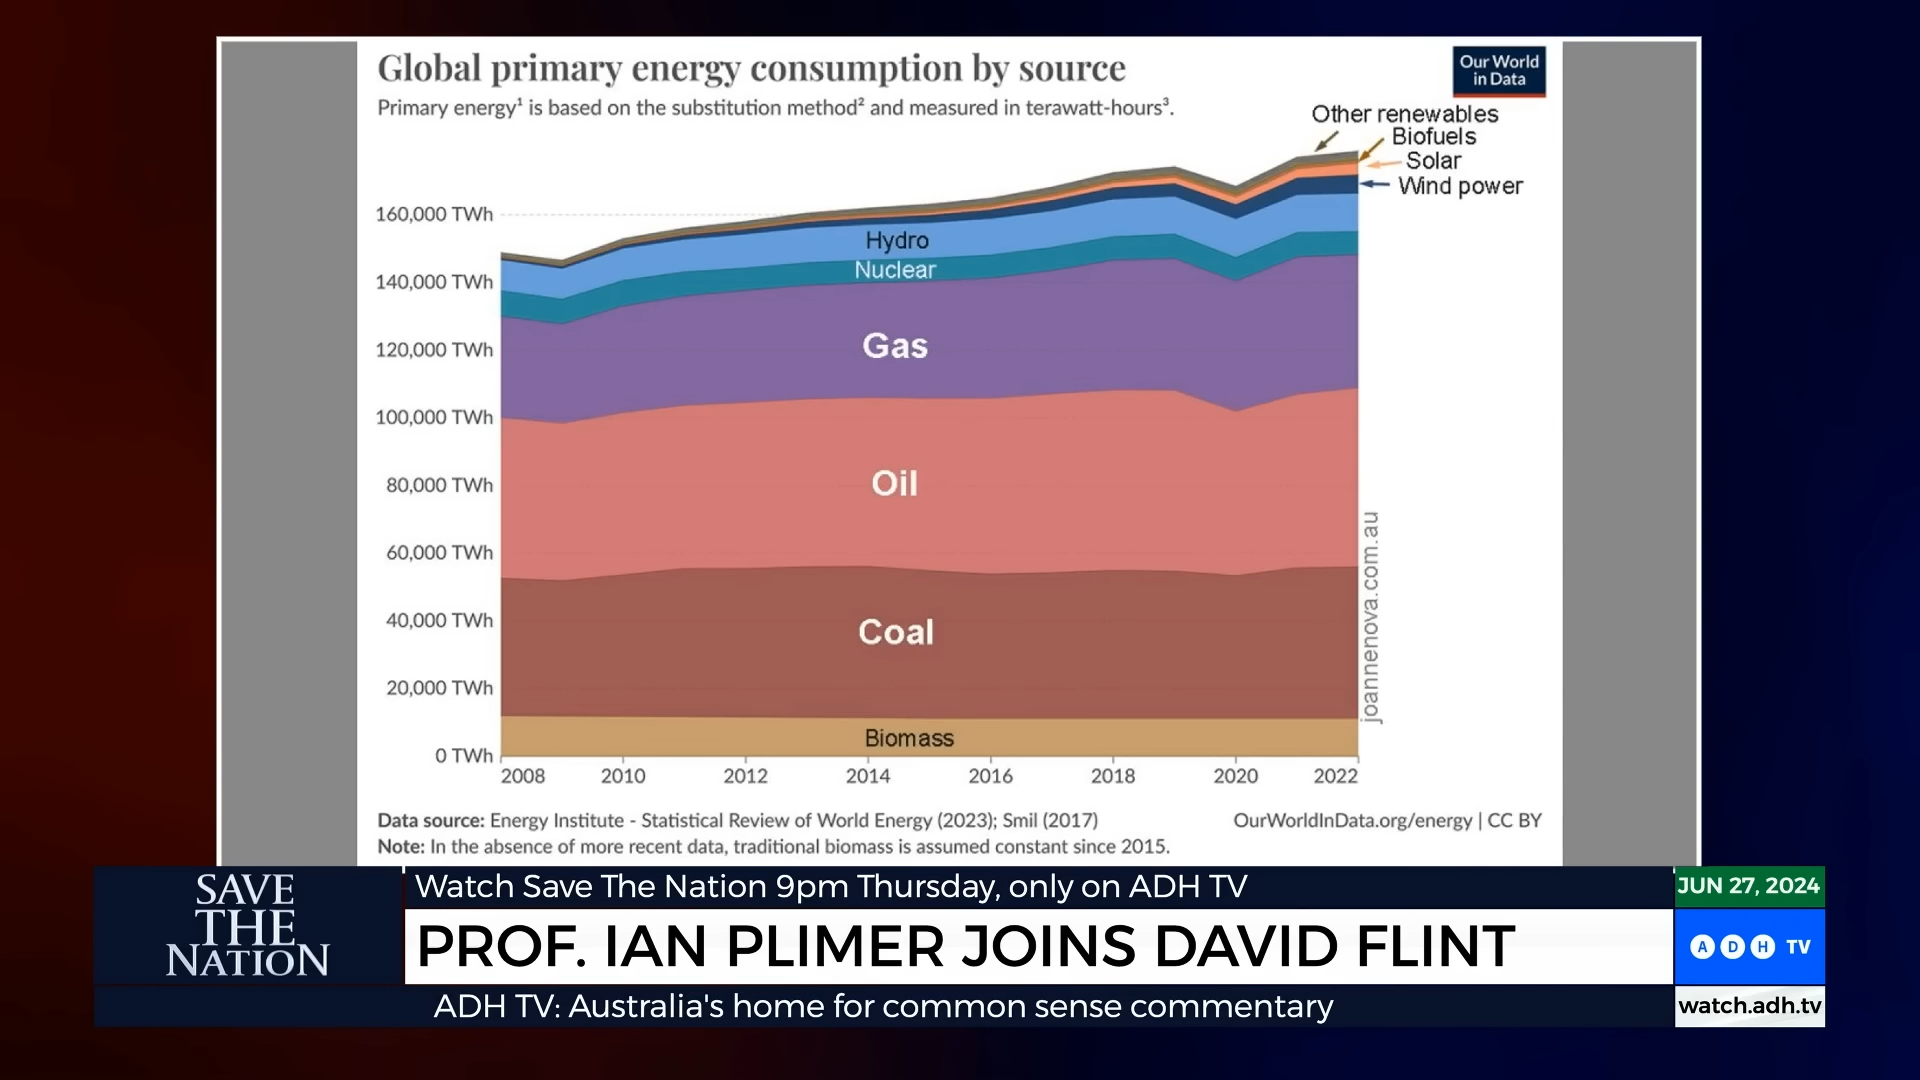 Global primary energy consumption by source
Our World
in Data
Primary energy¹ is based on the substitution method² and measured in terawatt-hours³.
Other renewables
Biofuels
Solar
Wind power
160,000 TWh
140,000 TWh
120,000 TWh
100,000 TWh
80,000 TWh
60,000 TWh
40,000 TWh
20,000 TWh
0 TWh
Hydro
Nuclear
Gas
Oil
Coal
Biomass
joannenova.com.au
2008 2010 2012 2014 2016 2018 2020 2022
Data source: Energy Institute - Statistical Review of World Energy (2023); Smil (2017)
OurWorldInData.org/energy | CC BY
Note: In the absence of more recent data, traditional biomass is assumed constant since 2015.
SAVE
THE
NATION
Watch Save The Nation 9pm Thursday, only on ADH TV
PROF. IAN PLIMER JOINS DAVID FLINT
ADH TV: Australia's home for common sense commentary
JUN 27, 2024
A D H TV
watch.adh.tv